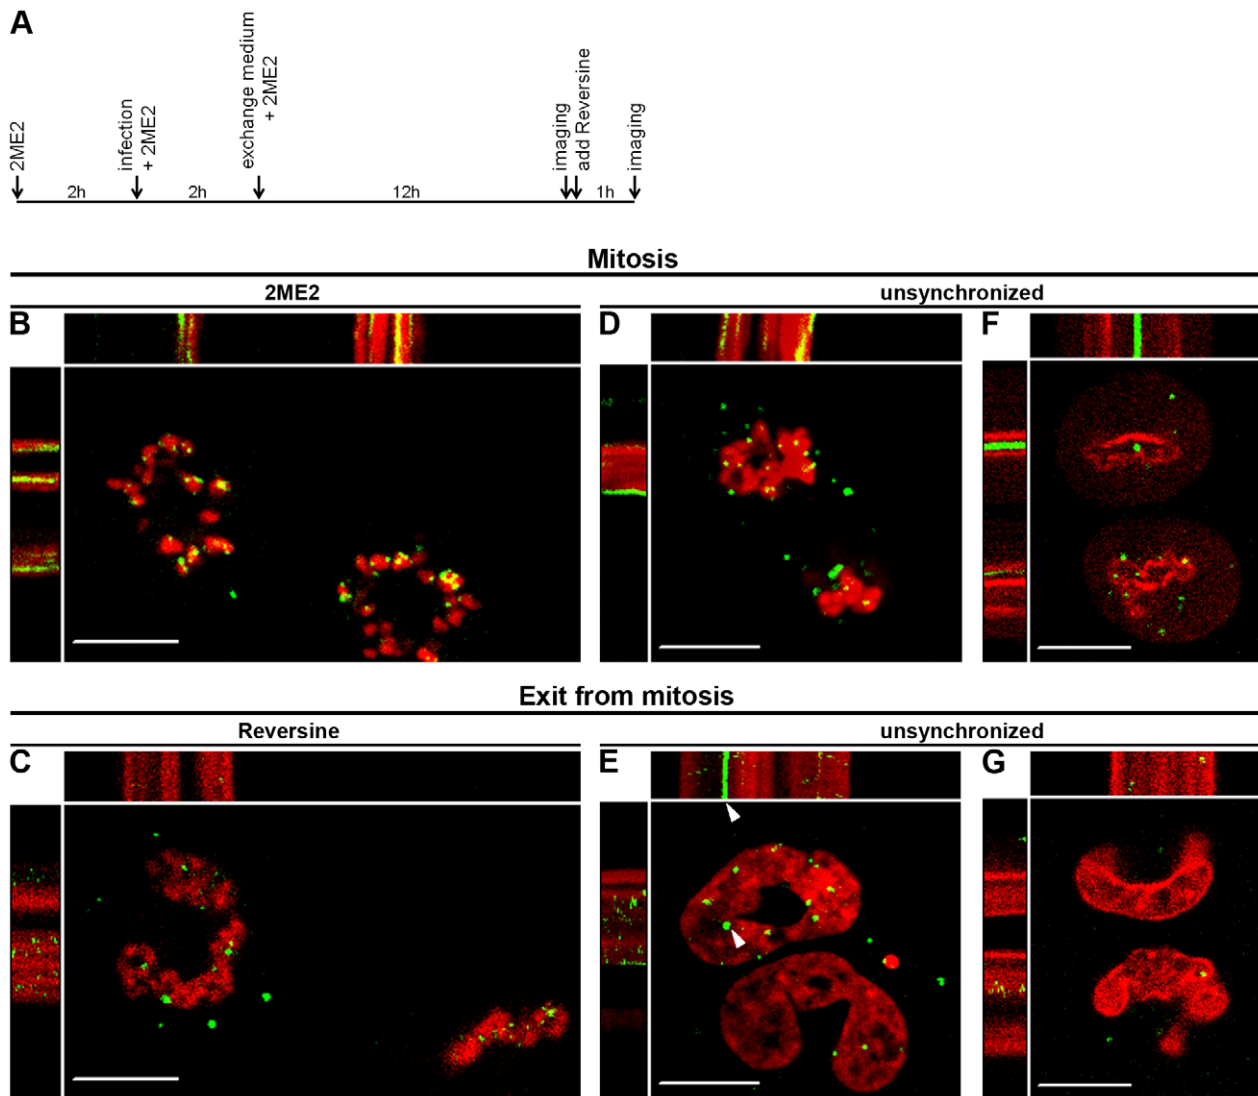 A
2ME2
infection
+ 2ME2
exchange medium
+ 2ME2
imaging
add Reversine
imaging
2h
2h
12h
1h
Mitosis
2ME2
unsynchronized
B
D
F
Exit from mitosis
Reversine
unsynchronized
C
E
G